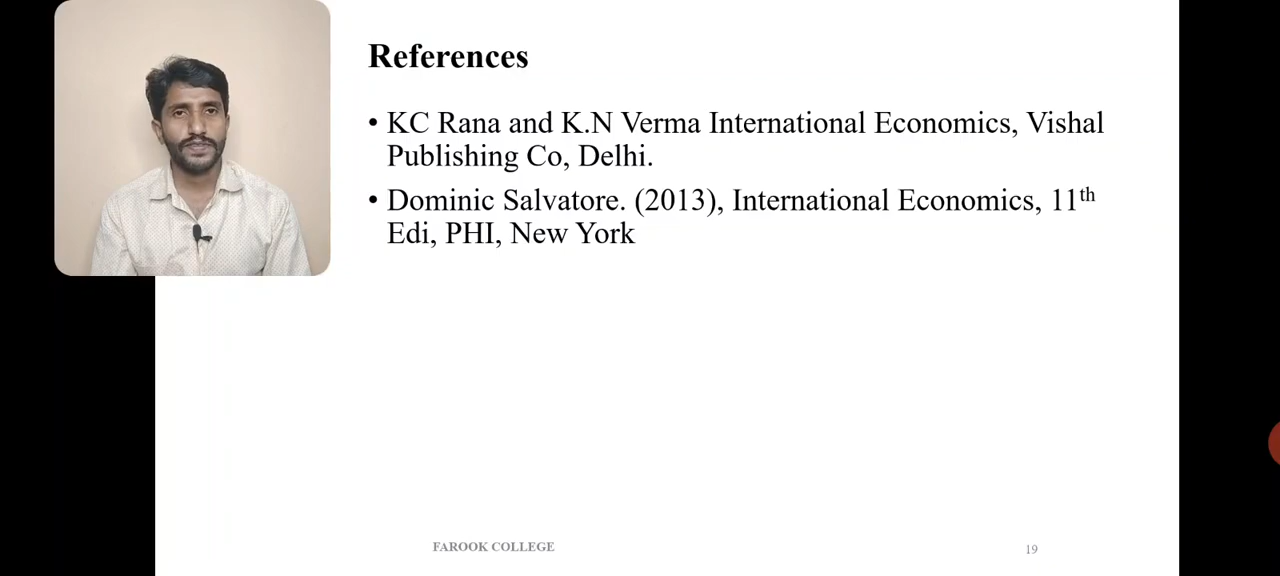 References
• KC Rana and K.N Verma International Economics, Vishal
Publishing Co, Delhi.
• Dominic Salvatore. (2013), International Economics, 11th
Edi, PHI, New York
FAROOK COLLEGE
19